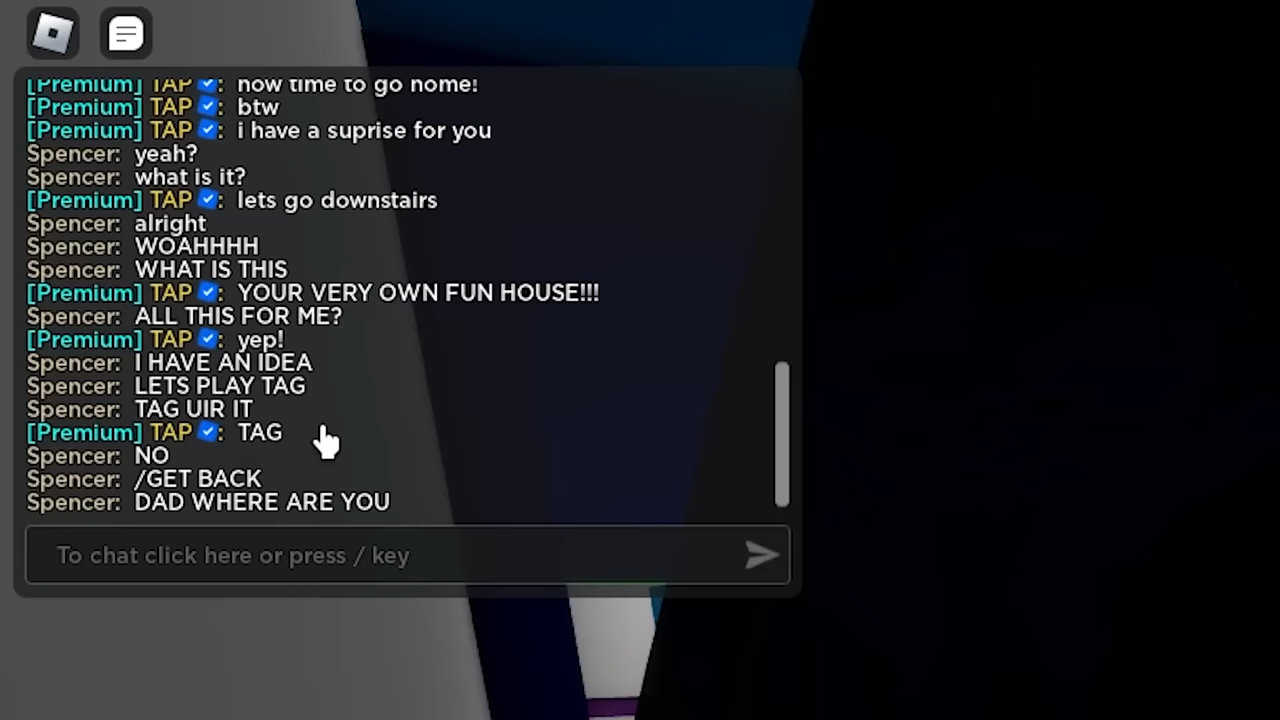 [Premium] TAP: now time to go home!
[Premium] TAP: btw
[Premium] TAP: i have a suprise for you
Spencer: yeah?
Spencer: what is it?
[Premium] TAP: lets go downstairs
Spencer: alright
Spencer: WOAHHHH
Spencer: WHAT IS THIS
[Premium] TAP: YOUR VERY OWN FUN HOUSE!!!
Spencer: ALL THIS FOR ME?
[Premium] TAP: yep!
Spencer: I HAVE AN IDEA
Spencer: LETS PLAY TAG
Spencer: TAG UIR IT
[Premium] TAP: TAG
Spencer: NO
Spencer: /GET BACK
Spencer: DAD WHERE ARE YOU
To chat click here or press / key